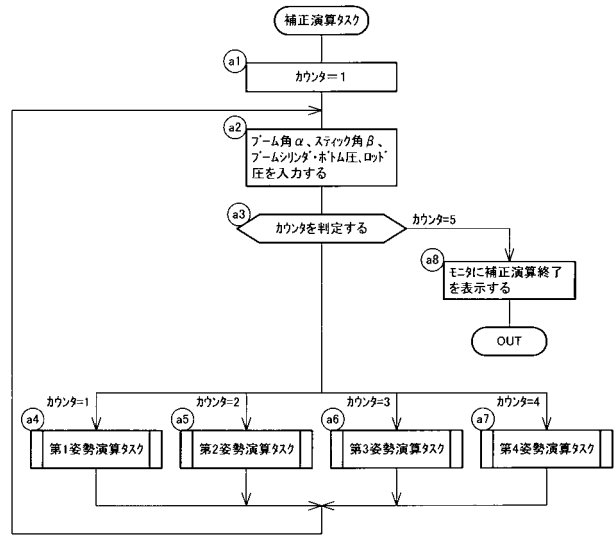 補正演算タスク
a1
カウンタ=1
a2
ブーム角α、スティック角β、
ブームシリンダ・ボトム圧、ロッド
圧を入力する
a3
カウンタを判定する
カウンタ=5
a8
モニタに補正演算終了
を表示する
OUT
カウンタ=1
カウンタ=2
カウンタ=3
カウンタ=4
a4
a5
a6
a7
第1姿勢演算タスク
第2姿勢演算タスク
第3姿勢演算タスク
第4姿勢演算タスク